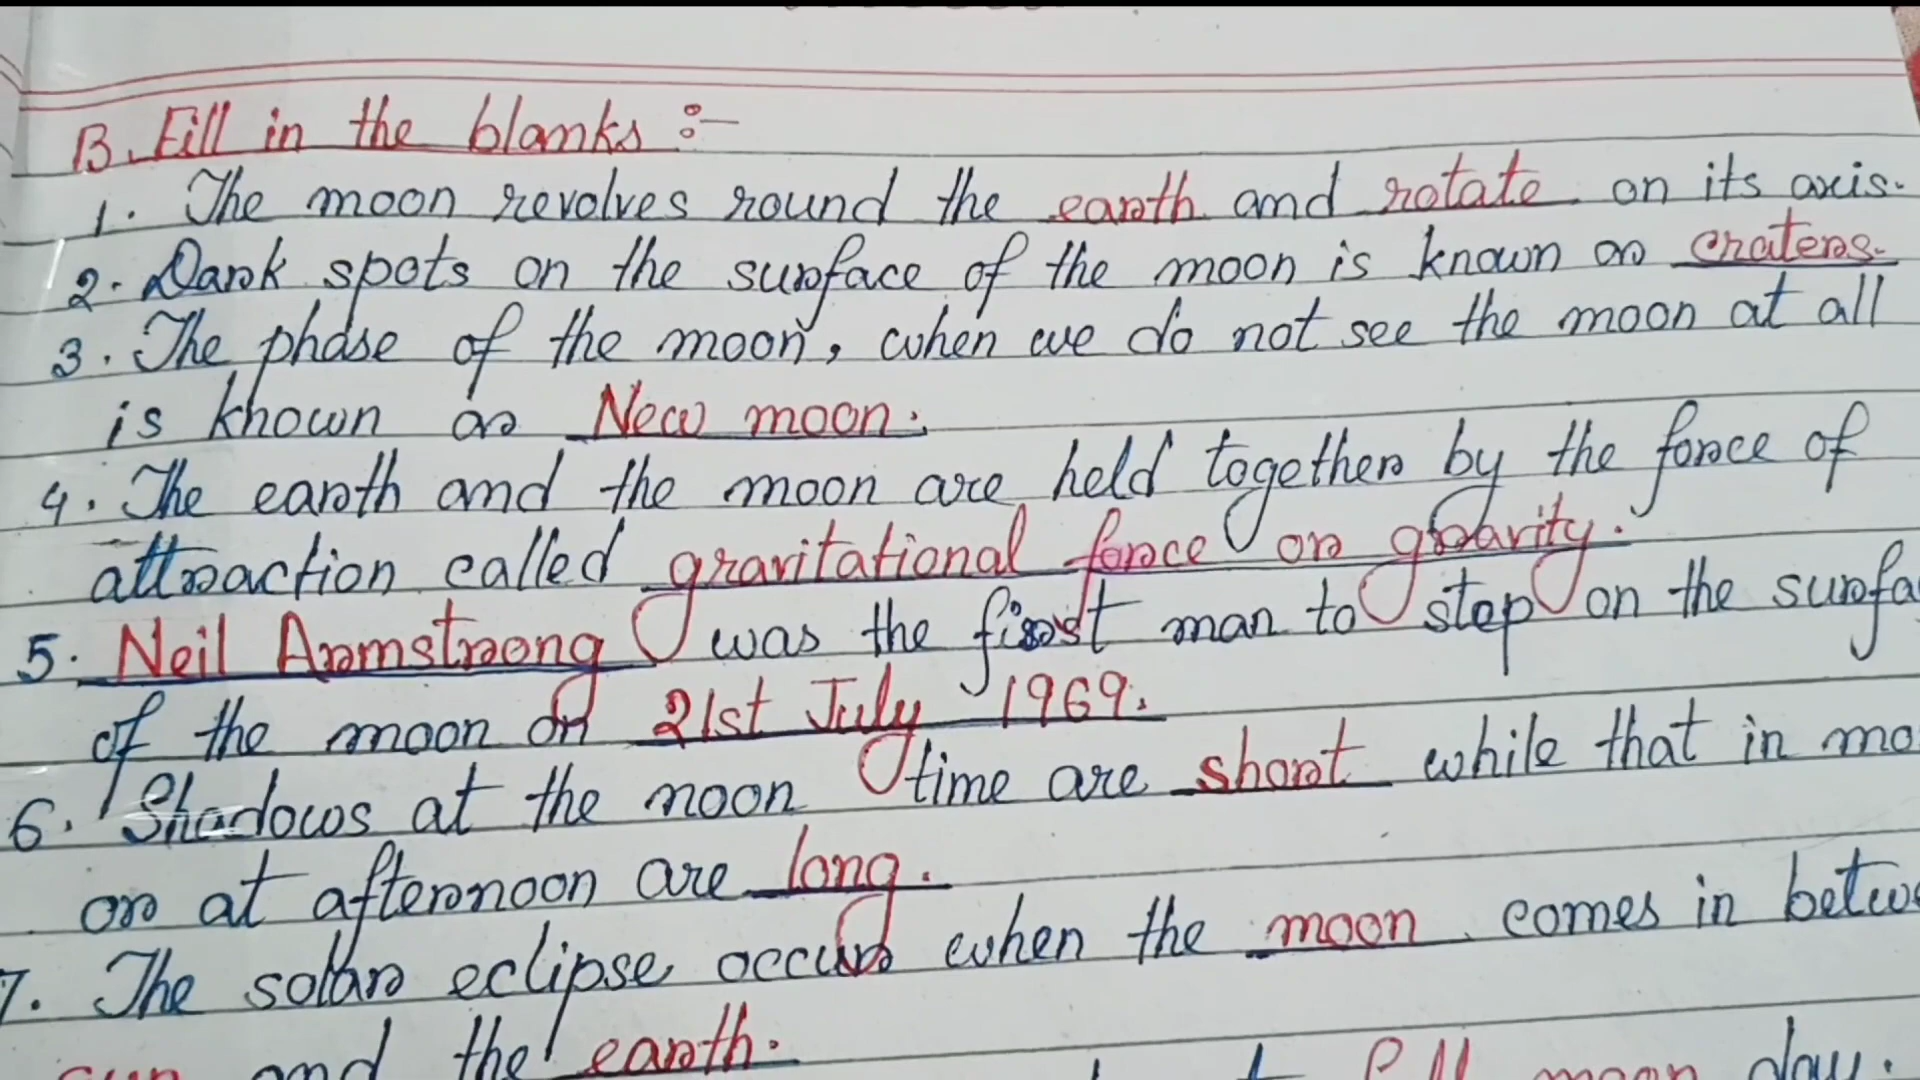 B. Fill in the blanks :-
1. The moon revolves round the earth and rotate on its axis.
2. Dark spots on the surface of the moon is known as craters.
3. The phase of the moon, when we do not see the moon at all
is known as New moon.
4. The earth and the moon are held together by the force of
attraction called gravitational force or gravity.
5. Neil Armstrong was the first man to step on the surfa
of the moon on 21st July 1969.
6. Shadows at the noon time are short while that in mo
or at afternoon are long.
7. The solar eclipse occurs when the moon comes in betwe
sun and the earth.
Full moon day.